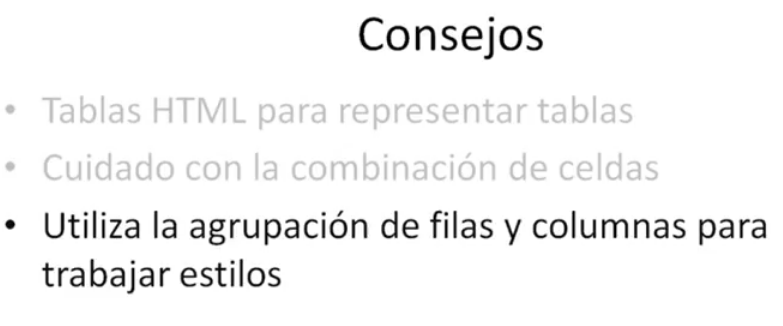 Consejos
• Tablas HTML para representar tablas
• Cuidado con la combinación de celdas
• Utiliza la agrupación de filas y columnas para
trabajar estilos